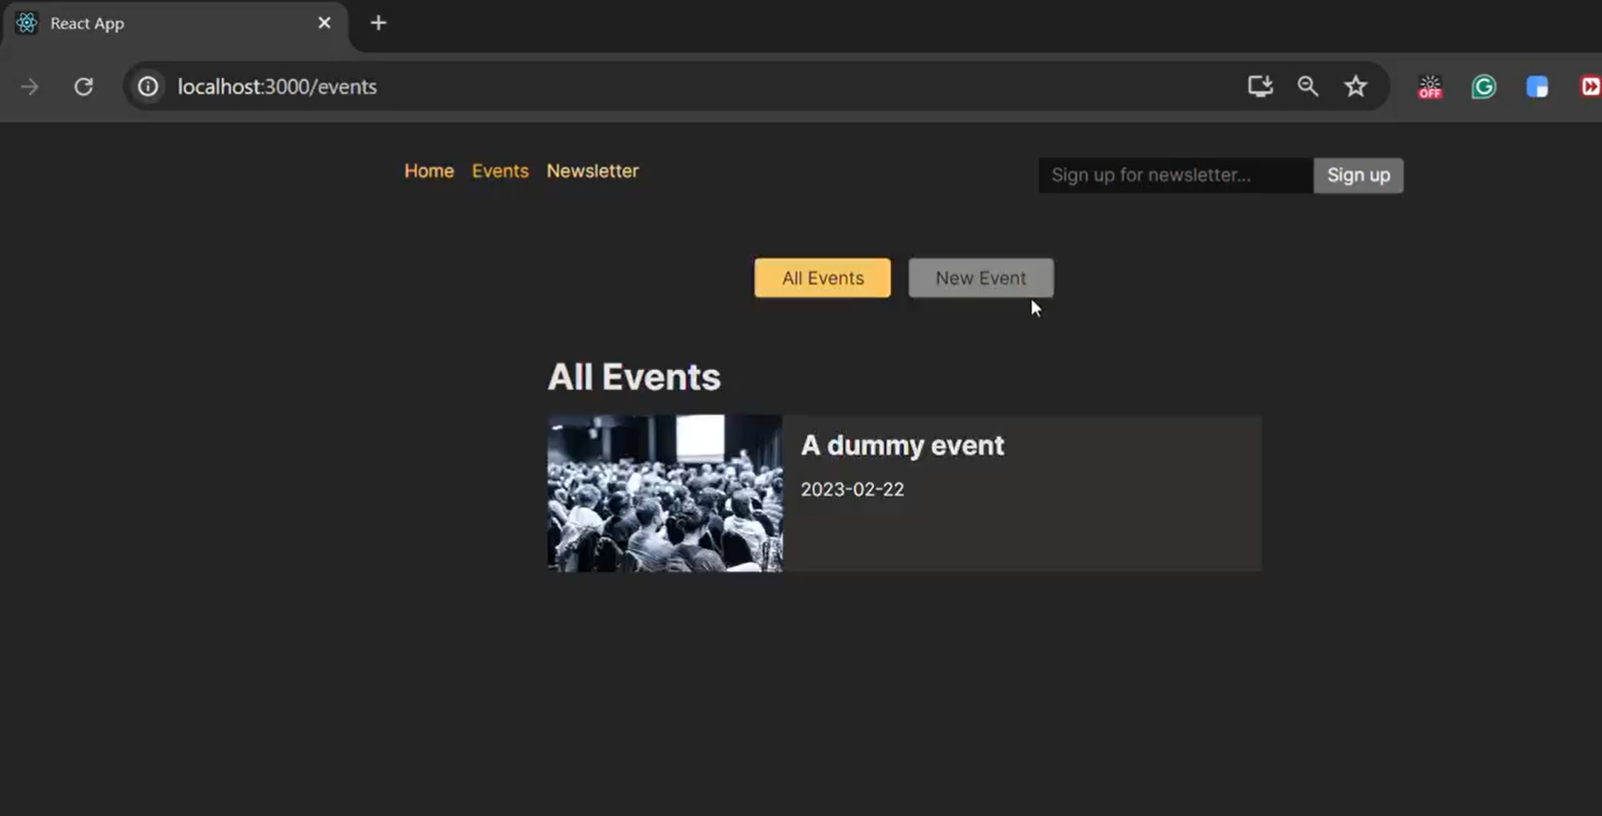 React App
localhost:3000/events
OFF
Home Events Newsletter
Sign up for newsletter... Sign up
All Events New Event
All Events
A dummy event
2023-02-22